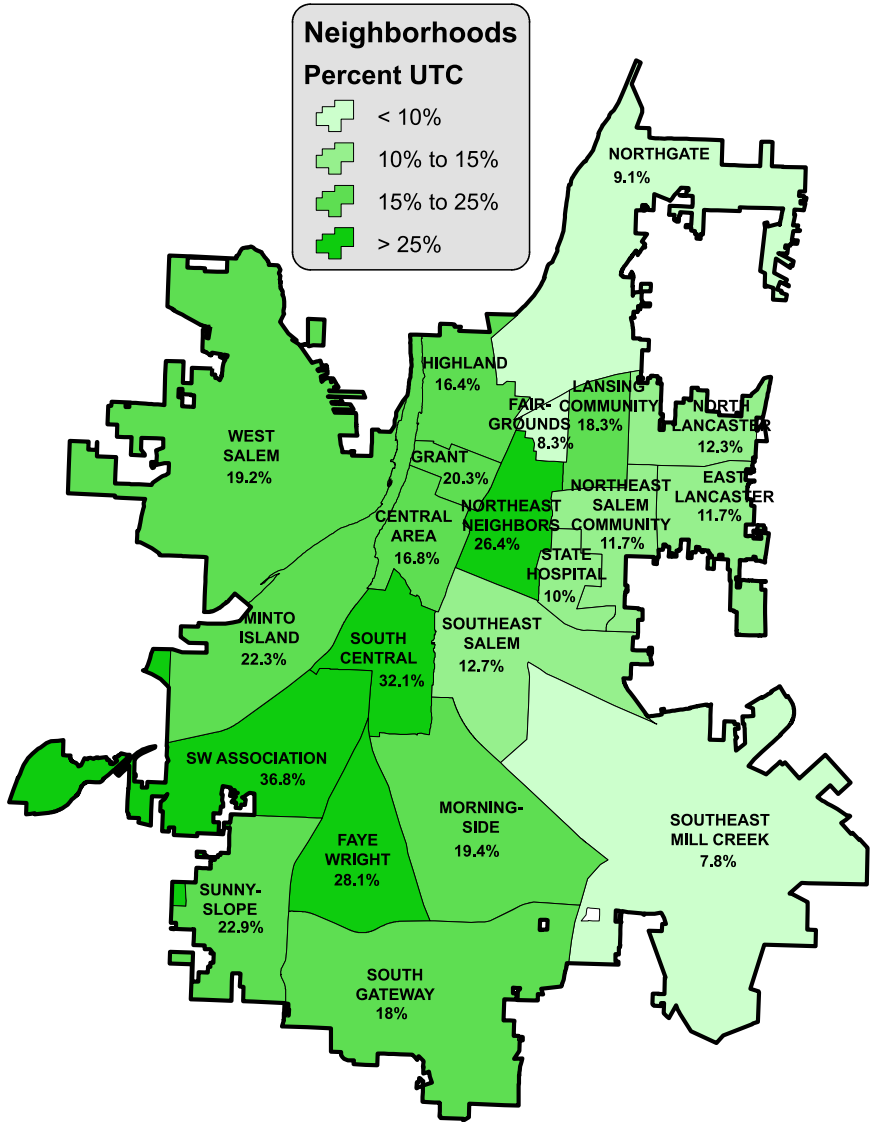 Neighborhoods
Percent UTC
< 10%
10% to 15%
15% to 25%
> 25%
NORTHGATE
9.1%
HIGHLAND
16.4%
FAIR-
GROUNDS
8.3%
LANSING
COMMUNITY
18.3%
NORTH
LANCASTER
12.3%
WEST
SALEM
19.2%
GRANT
20.3%
CENTRAL
AREA
16.8%
NORTHEAST
NEIGHBORS
26.4%
NORTHEAST
SALEM
COMMUNITY
11.7%
EAST
LANCASTER
11.7%
STATE
HOSPITAL
10%
MINTO
ISLAND
22.3%
SOUTH
CENTRAL
32.1%
SOUTHEAST
SALEM
12.7%
SW ASSOCIATION
36.8%
FAYE
WRIGHT
28.1%
MORNING-
SIDE
19.4%
SOUTHEAST
MILL CREEK
7.8%
SUNNY-
SLOPE
22.9%
SOUTH
GATEWAY
18%